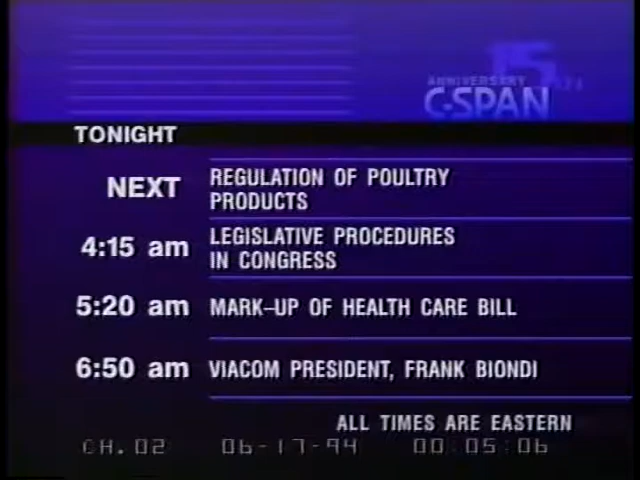 15TH
ANNIVERSARY
C-SPAN
TONIGHT
NEXT REGULATION OF POULTRY
PRODUCTS
4:15 am LEGISLATIVE PROCEDURES
IN CONGRESS
5:20 am MARK–UP OF HEALTH CARE BILL
6:50 am VIACOM PRESIDENT, FRANK BIONDI
ALL TIMES ARE EASTERN
CH. 02 06-17-94 00:05:06